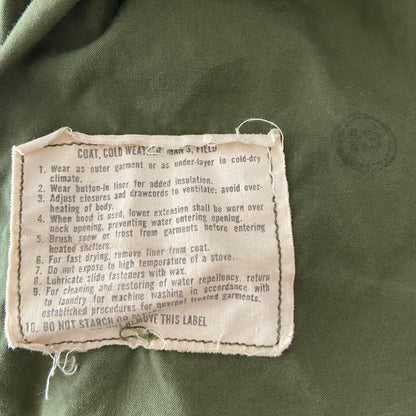 COAT, COLD WEATHER MAN'S, FIELD
1. Wear as outer garment or as under-layer in cold-dry
climate.
2. Wear button-in liner for added insulation.
3. Adjust closures and drawcords to ventilate; avoid over-
heating of body.
4. When hood is used, lower extension shall be worn over
neck opening, preventing water entering opening.
5. Brush snow or frost from garments before entering
heated shelters.
6. For fast drying, remove liner from coat.
7. Do not expose to high temperature of a stove.
8. Lubricate slide fasteners with wax.
9. For cleaning and restoring of water repellency, return
to laundry for machine washing in accordance with
established procedures for quarpel treated garments.
10. DO NOT STARCH OR REMOVE THIS LABEL